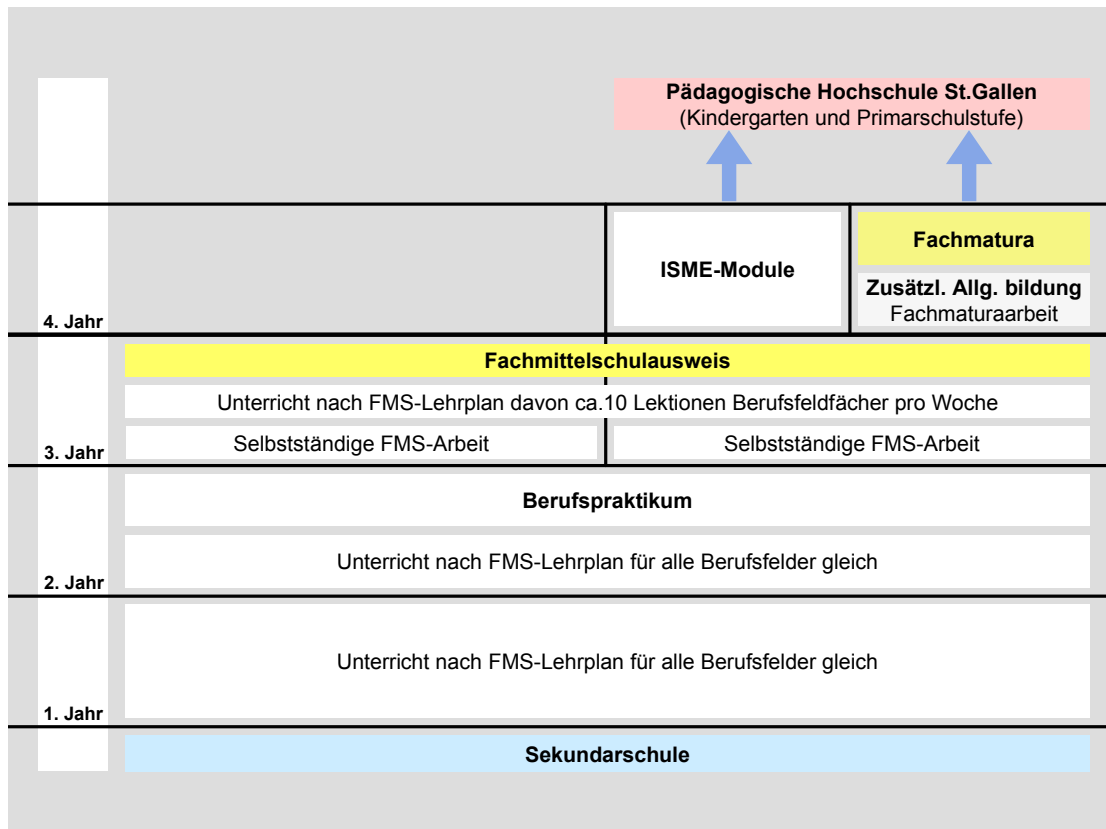 Pädagogische Hochschule St.Gallen
(Kindergarten und Primarschulstufe)
Fachmatura
ISME-Module
Zusätzl. Allg. bildung
Fachmaturaarbeit
4. Jahr
Fachmittelschulausweis
Unterricht nach FMS-Lehrplan davon ca.10 Lektionen Berufsfeldfächer pro Woche
Selbstständige FMS-Arbeit
Selbstständige FMS-Arbeit
3. Jahr
Berufspraktikum
Unterricht nach FMS-Lehrplan für alle Berufsfelder gleich
2. Jahr
Unterricht nach FMS-Lehrplan für alle Berufsfelder gleich
1. Jahr
Sekundarschule